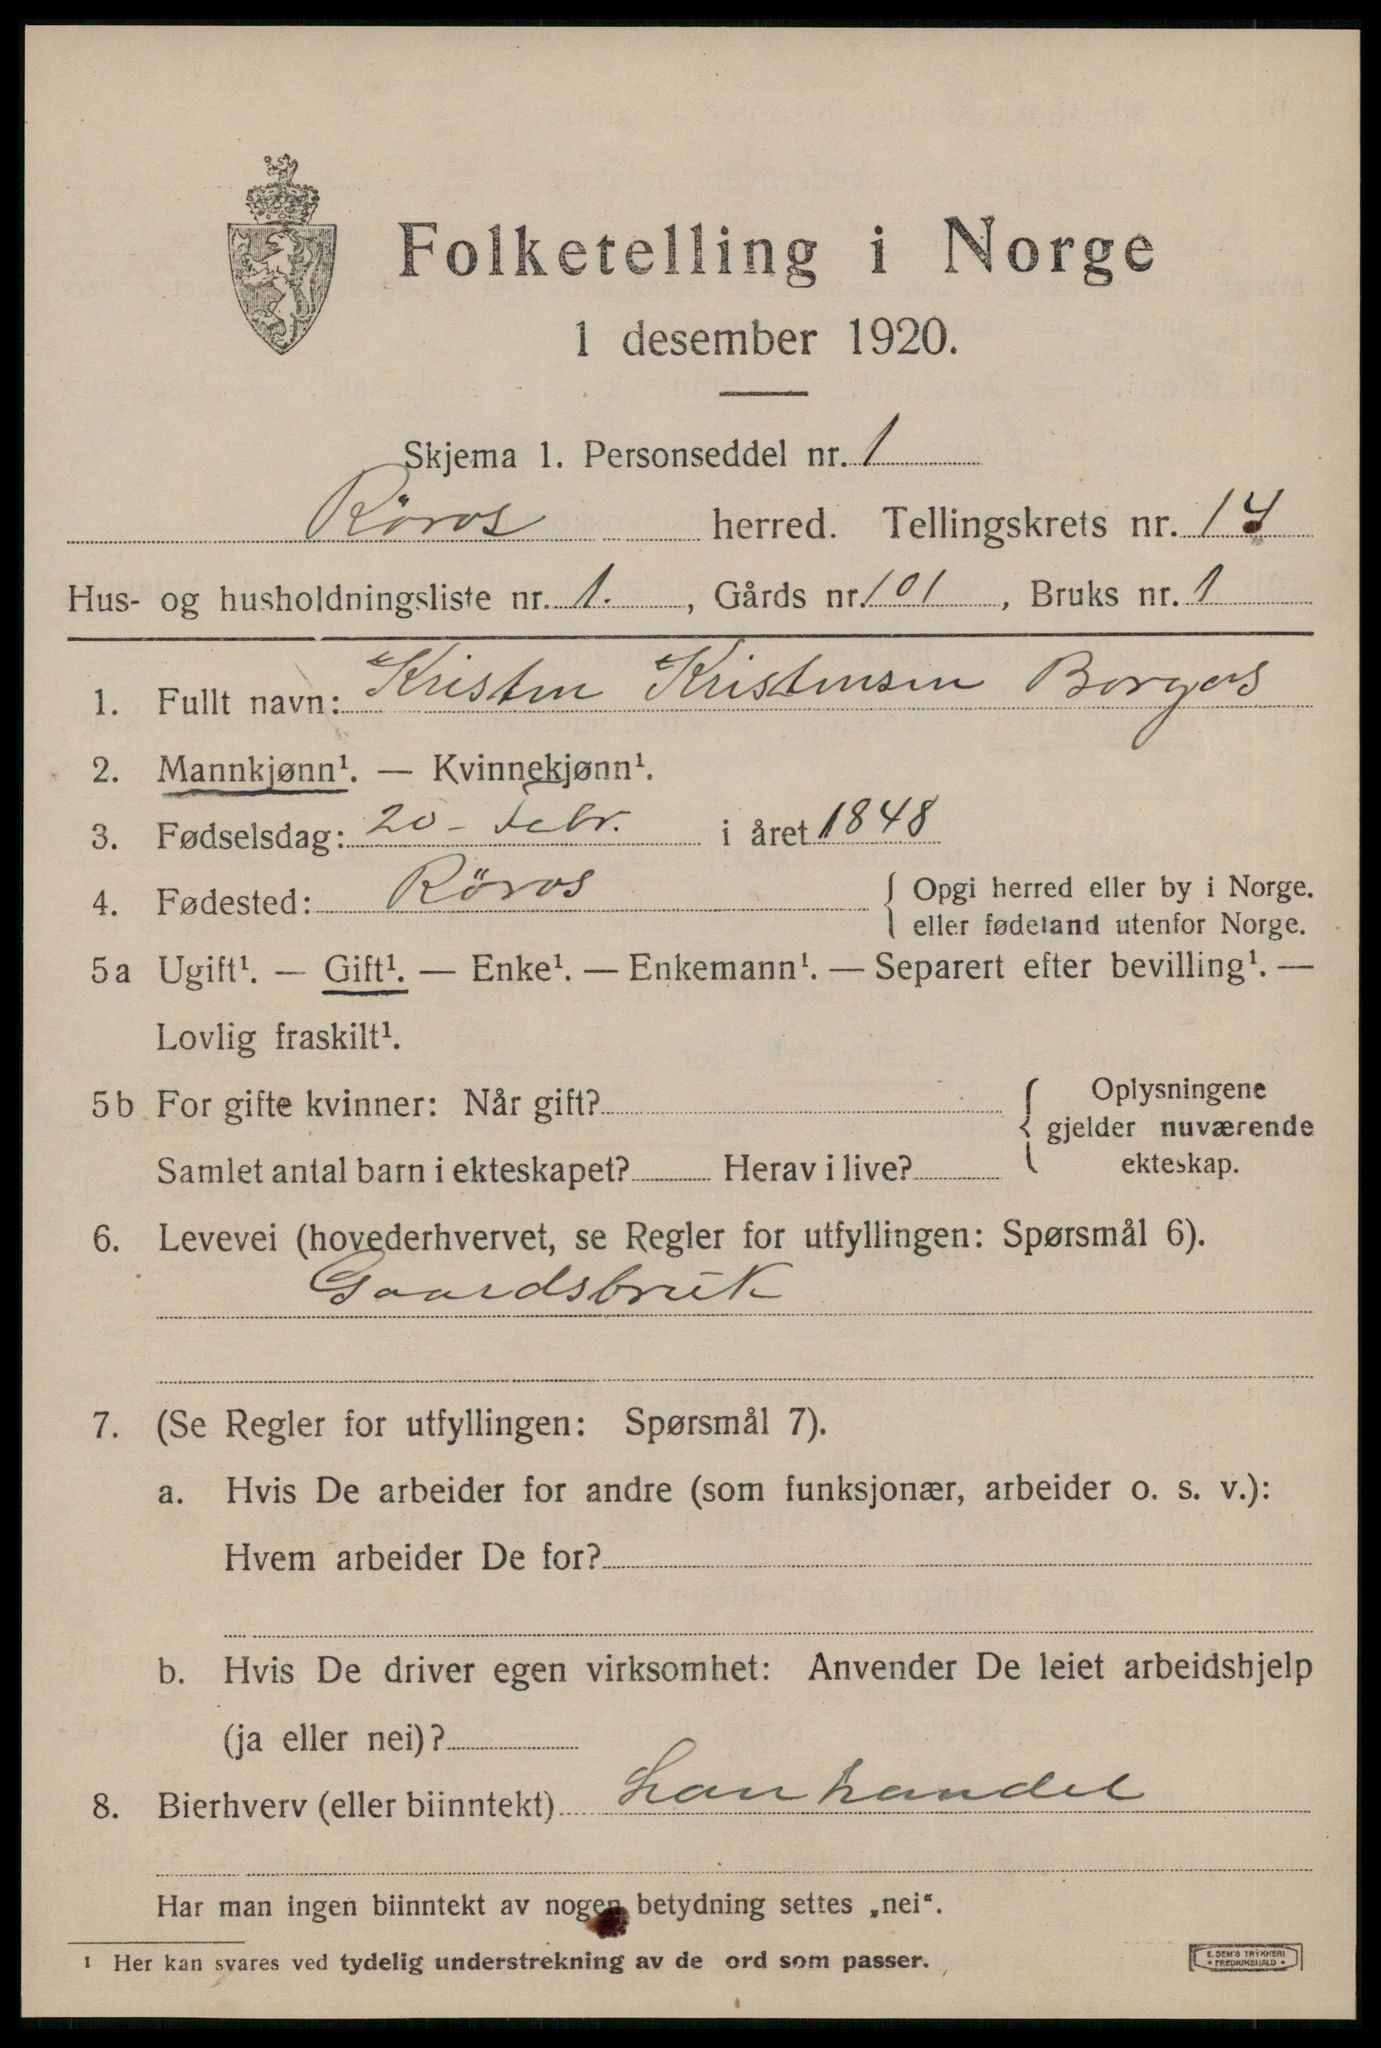 Folketelling i Norge
1 desember 1920.
Skjema 1. Personseddel nr. 1
Röros herred. Tellingskrets nr. 14
Hus- og husholdningsliste nr. 1. , Gårds nr. 101 , Bruks nr. 1
1. Fullt navn: Kristen Kristensen Borgos
2. Mannkjønn¹. — Kvinnekjønn¹.
3. Fødselsdag: 20 - Febr. i året 1848
4. Fødested: Röros { Opgi herred eller by i Norge.
eller fødeland utenfor Norge.
5a Ugift¹. — Gift¹. — Enke¹. — Enkemann¹. — Separert efter bevilling¹. —
Lovlig fraskilt¹.
5b For gifte kvinner: Når gift?
Samlet antal barn i ekteskapet? Herav i live?
{ Oplysningene
gjelder nuværende
ekteskap.
6. Levevei (hovederhvervet, se Regler for utfyllingen: Spørsmål 6).
Gaardsbruk
7. (Se Regler for utfyllingen: Spørsmål 7).
a. Hvis De arbeider for andre (som funksjonær, arbeider o. s. v.):
Hvem arbeider De for?
b. Hvis De driver egen virksomhet: Anvender De leiet arbeidshjelp
(ja eller nei)?
8. Bierhverv (eller biinntekt) Lanhandel
Har man ingen biinntekt av nogen betydning settes „nei“.
1 Her kan svares ved tydelig understrekning av de ord som passer.
E. SEM'S TRYKKERI
* FREDRIKSHALD *